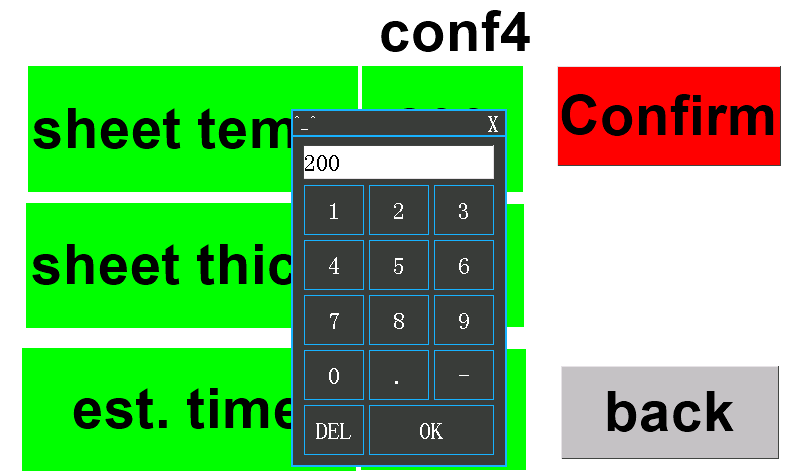 conf4
sheet tem
Confirm
^_^ X
200
1 2 3
sheet thic
4 5 6
7 8 9
0 . -
est. time
back
DEL OK